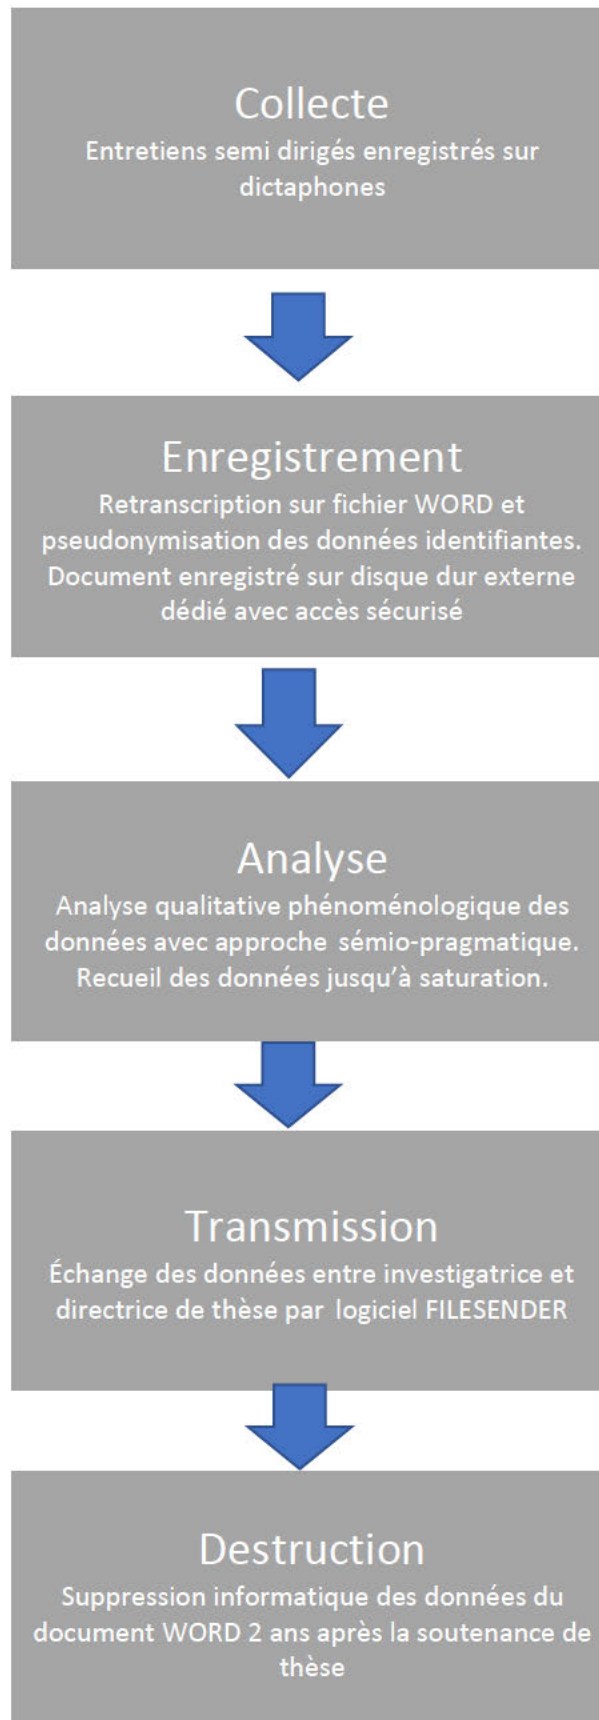 Collecte
Entretiens semi dirigés enregistrés sur
dictaphones
Enregistrement
Retranscription sur fichier WORD et
pseudonymisation des données identifiantes.
Document enregistré sur disque dur externe
dédié avec accès sécurisé
Analyse
Analyse qualitative phénoménologique des
données avec approche sémio-pragmatique.
Recueil des données jusqu’à saturation.
Transmission
Échange des données entre investigatrice et
directrice de thèse par logiciel FILESENDER
Destruction
Suppression informatique des données du
document WORD 2 ans après la soutenance de
thèse